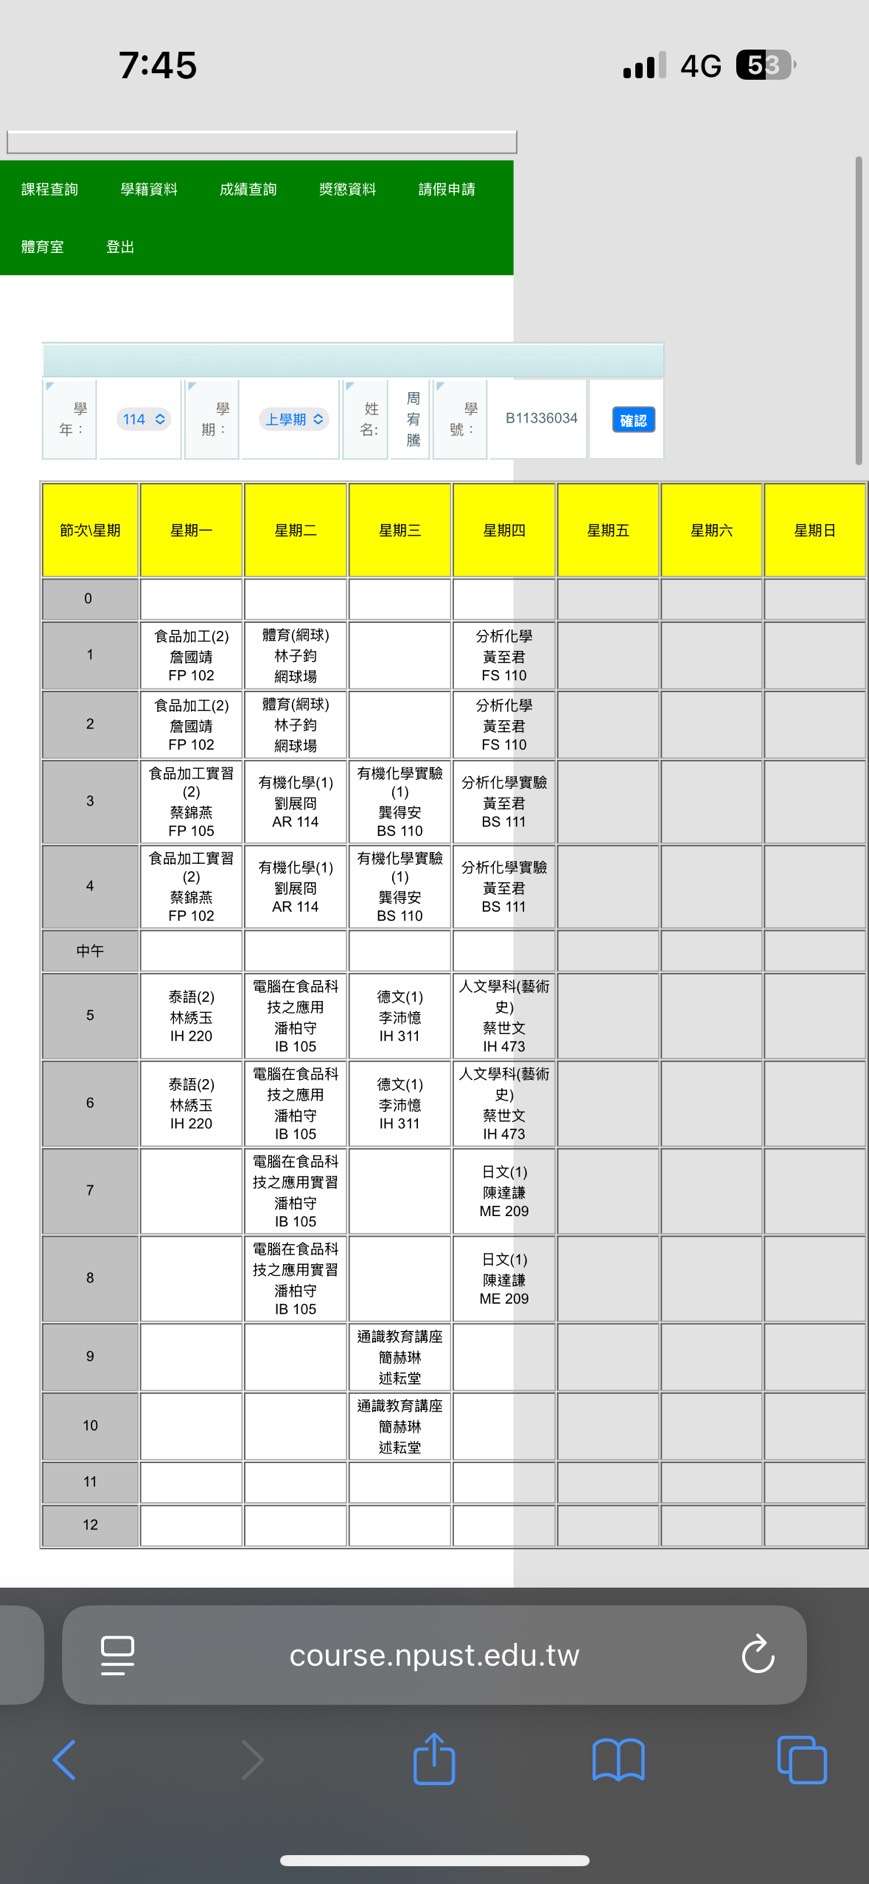 7:45
4G 53
課程查詢 學籍資料 成績查詢 獎懲資料 請假申請
體育室 登出
學年： 114 學期： 上學期 姓名: 周宥騰 學號： B11336034 確認
節次\星期 星期一 星期二 星期三 星期四 星期五 星期六 星期日
0
1
食品加工(2)
詹國靖
FP 102
體育(網球)
林子鈞
網球場
分析化學
黃至君
FS 110
2
食品加工(2)
詹國靖
FP 102
體育(網球)
林子鈞
網球場
分析化學
黃至君
FS 110
3
食品加工實習
(2)
蔡錦燕
FP 105
有機化學(1)
劉展冏
AR 114
有機化學實驗
(1)
龔得安
BS 110
分析化學實驗
黃至君
BS 111
4
食品加工實習
(2)
蔡錦燕
FP 102
有機化學(1)
劉展冏
AR 114
有機化學實驗
(1)
龔得安
BS 110
分析化學實驗
黃至君
BS 111
中午
5
泰語(2)
林綉玉
IH 220
電腦在食品科
技之應用
潘柏守
IB 105
德文(1)
李沛憶
IH 311
人文學科(藝術
史)
蔡世文
IH 473
6
泰語(2)
林綉玉
IH 220
電腦在食品科
技之應用
潘柏守
IB 105
德文(1)
李沛憶
IH 311
人文學科(藝術
史)
蔡世文
IH 473
7
電腦在食品科
技之應用實習
潘柏守
IB 105
日文(1)
陳達謙
ME 209
8
電腦在食品科
技之應用實習
潘柏守
IB 105
日文(1)
陳達謙
ME 209
9
通識教育講座
簡赫琳
述耘堂
10
通識教育講座
簡赫琳
述耘堂
11
12
course.npust.edu.tw